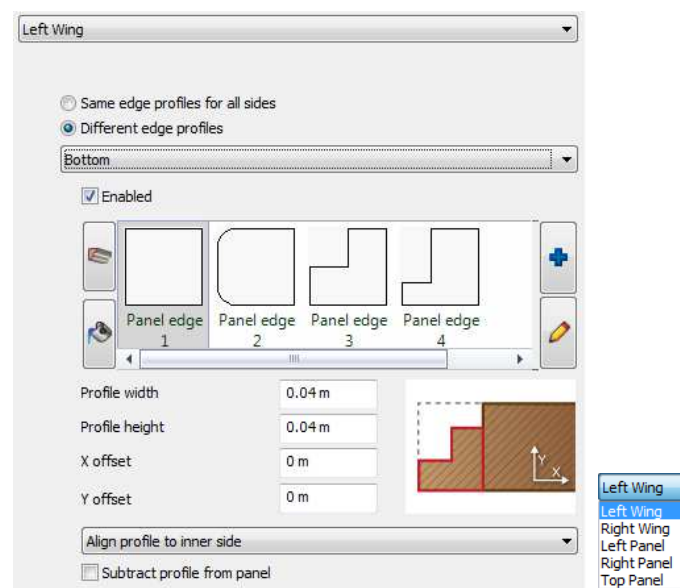 Left Wing
Same edge profiles for all sides
Different edge profiles
Bottom
Enabled
Panel edge 1
Panel edge 2
Panel edge 3
Panel edge 4
Profile width 0.04 m
Profile height 0.04 m
X offset 0 m
Y offset 0 m
Y
X
Align profile to inner side
Subtract profile from panel
Left Wing
Left Wing
Right Wing
Left Panel
Right Panel
Top Panel